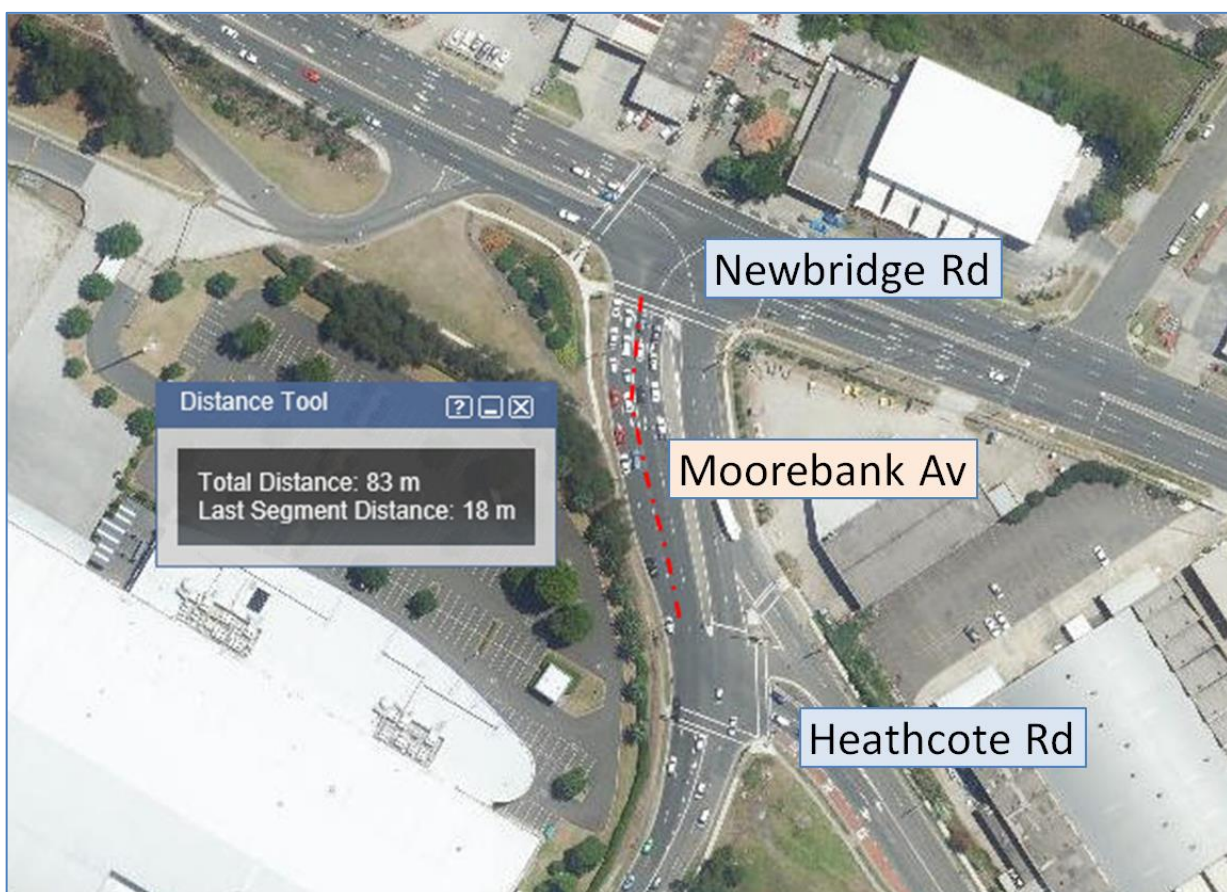 Newbridge Rd
Distance Tool
Total Distance: 83 m
Last Segment Distance: 18 m
Moorebank Av
Heathcote Rd